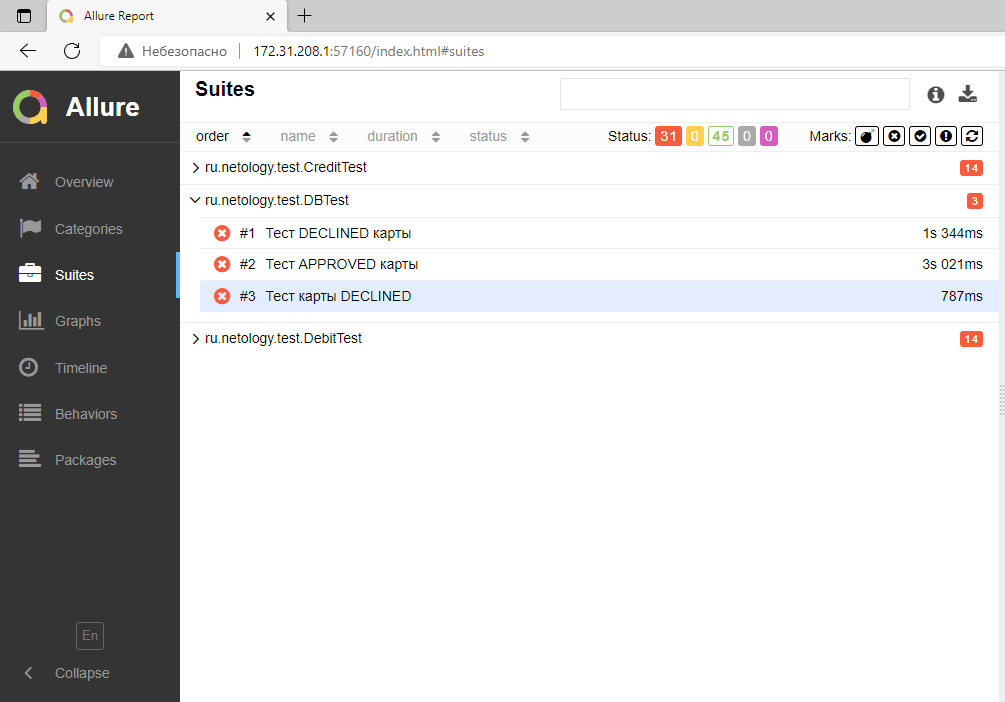 Allure Report
Небезопасно 172.31.208.1:57160/index.html#suites
Allure
Overview
Categories
Suites
Graphs
Timeline
Behaviors
Packages
En
Collapse
Suites
order name duration status Status: 31 0 45 0 0 Marks:
ru.netology.test.CreditTest 14
ru.netology.test.DBTest 3
#1 Тест DECLINED карты 1s 344ms
#2 Тест APPROVED карты 3s 021ms
#3 Тест карты DECLINED 787ms
ru.netology.test.DebitTest 14